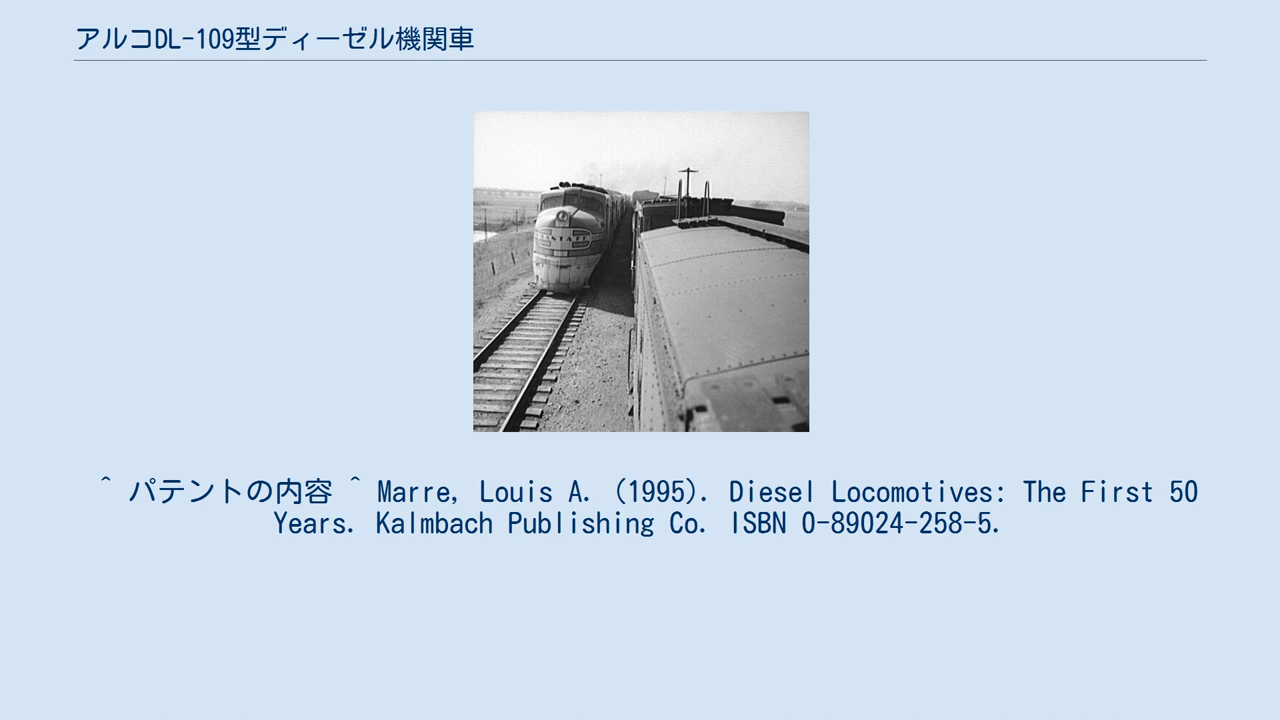 アルコDL-109型ディーゼル機関車
SANTA FE
^ パテントの内容 ^ Marre, Louis A. (1995). Diesel Locomotives: The First 50
Years. Kalmbach Publishing Co. ISBN 0-89024-258-5.